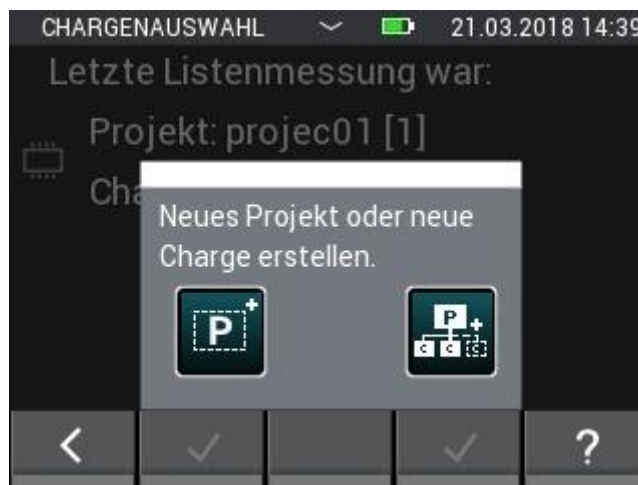 CHARGENAUSWAHL 21.03.2018 14:39
Letzte Listenmessung war:
Projekt: projec01 [1]
Cha
Neues Projekt oder neue
Charge erstellen.
P+
P+
C C C
?